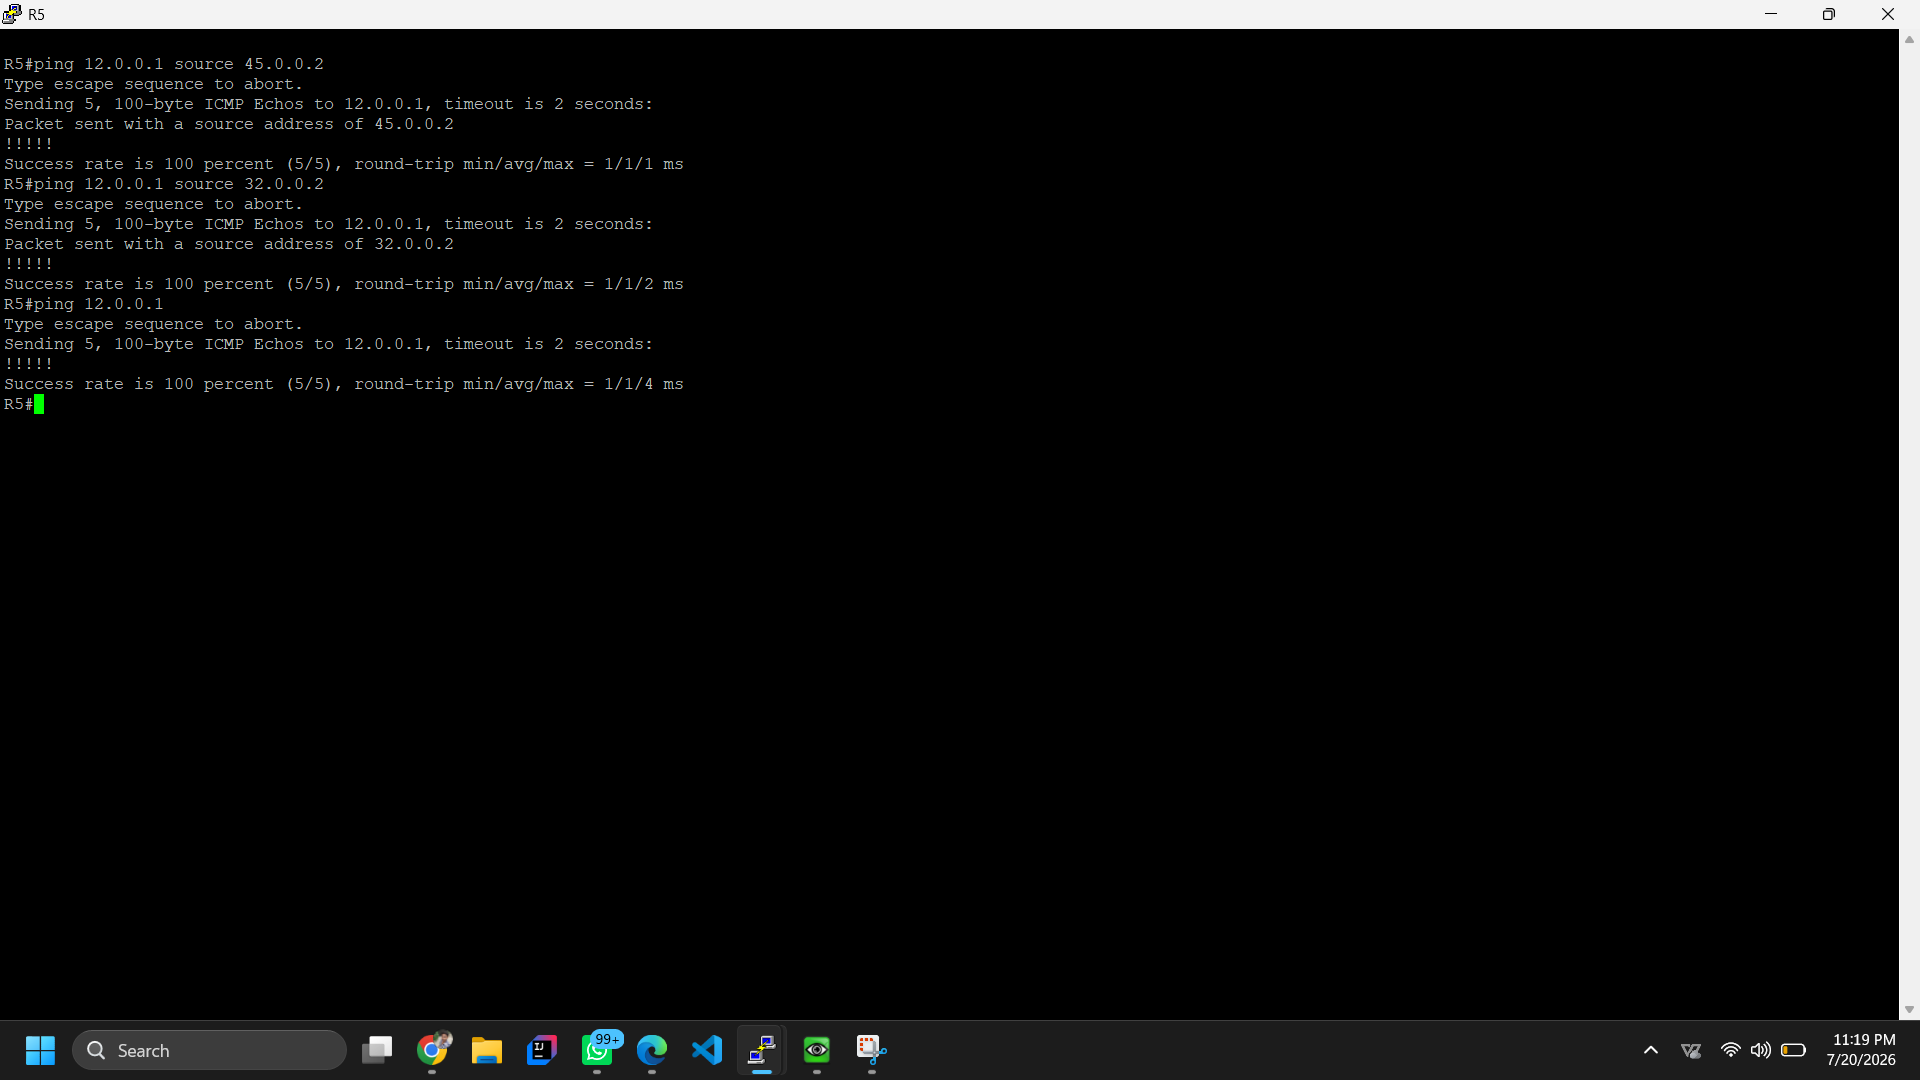 R5
R5#ping 12.0.0.1 source 45.0.0.2
Type escape sequence to abort.
Sending 5, 100-byte ICMP Echos to 12.0.0.1, timeout is 2 seconds:
Packet sent with a source address of 45.0.0.2
!!!!!
Success rate is 100 percent (5/5), round-trip min/avg/max = 1/1/1 ms
R5#ping 12.0.0.1 source 32.0.0.2
Type escape sequence to abort.
Sending 5, 100-byte ICMP Echos to 12.0.0.1, timeout is 2 seconds:
Packet sent with a source address of 32.0.0.2
!!!!!
Success rate is 100 percent (5/5), round-trip min/avg/max = 1/1/2 ms
R5#ping 12.0.0.1
Type escape sequence to abort.
Sending 5, 100-byte ICMP Echos to 12.0.0.1, timeout is 2 seconds:
!!!!!
Success rate is 100 percent (5/5), round-trip min/avg/max = 1/1/4 ms
R5#
Search
IJ
99+
11:19 PM
7/20/2026